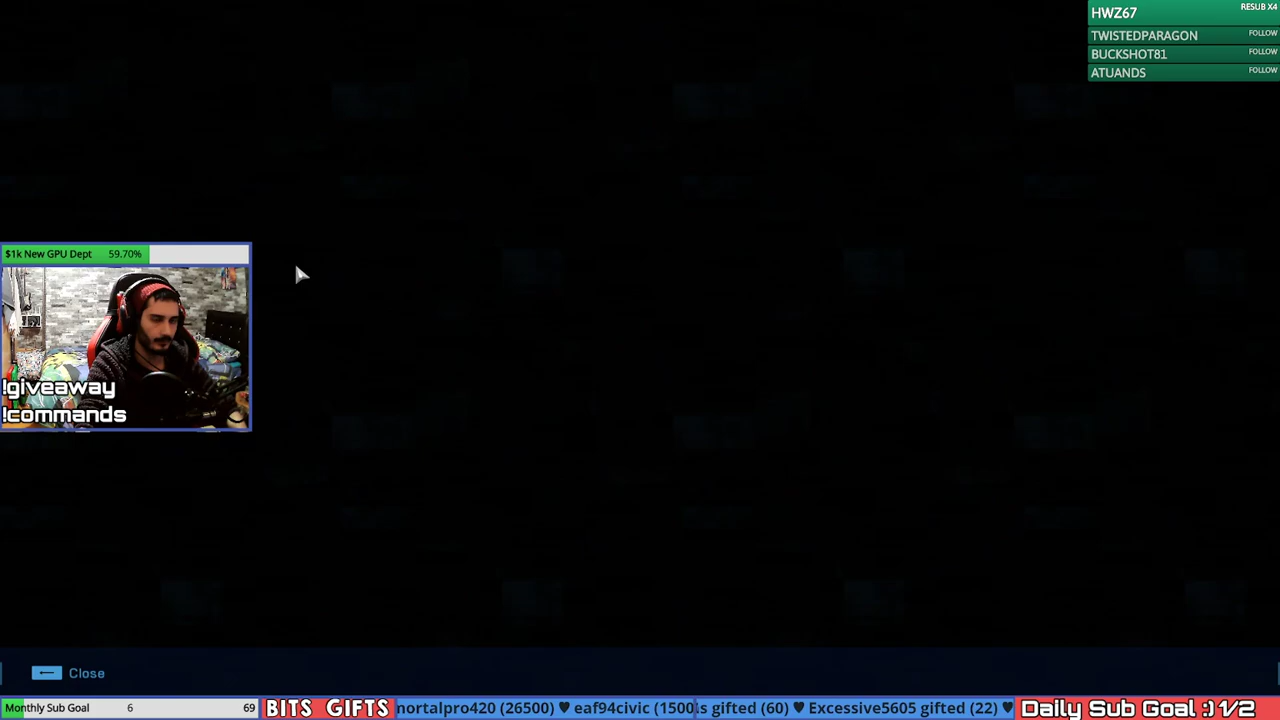 HWZ67 RESUB X4
TWISTEDPARAGON FOLLOW
BUCKSHOT81 FOLLOW
ATUANDS FOLLOW
$1k New GPU Dept 59.70%
!giveaway
!commands
Close
Monthly Sub Goal 6 69 BITS GIFTS nortalpro420 (26500) ♥ eaf94civic (1500 is gifted (60) ♥ Excessive5605 gifted (22) ♥ Daily Sub Goal :) 1/2